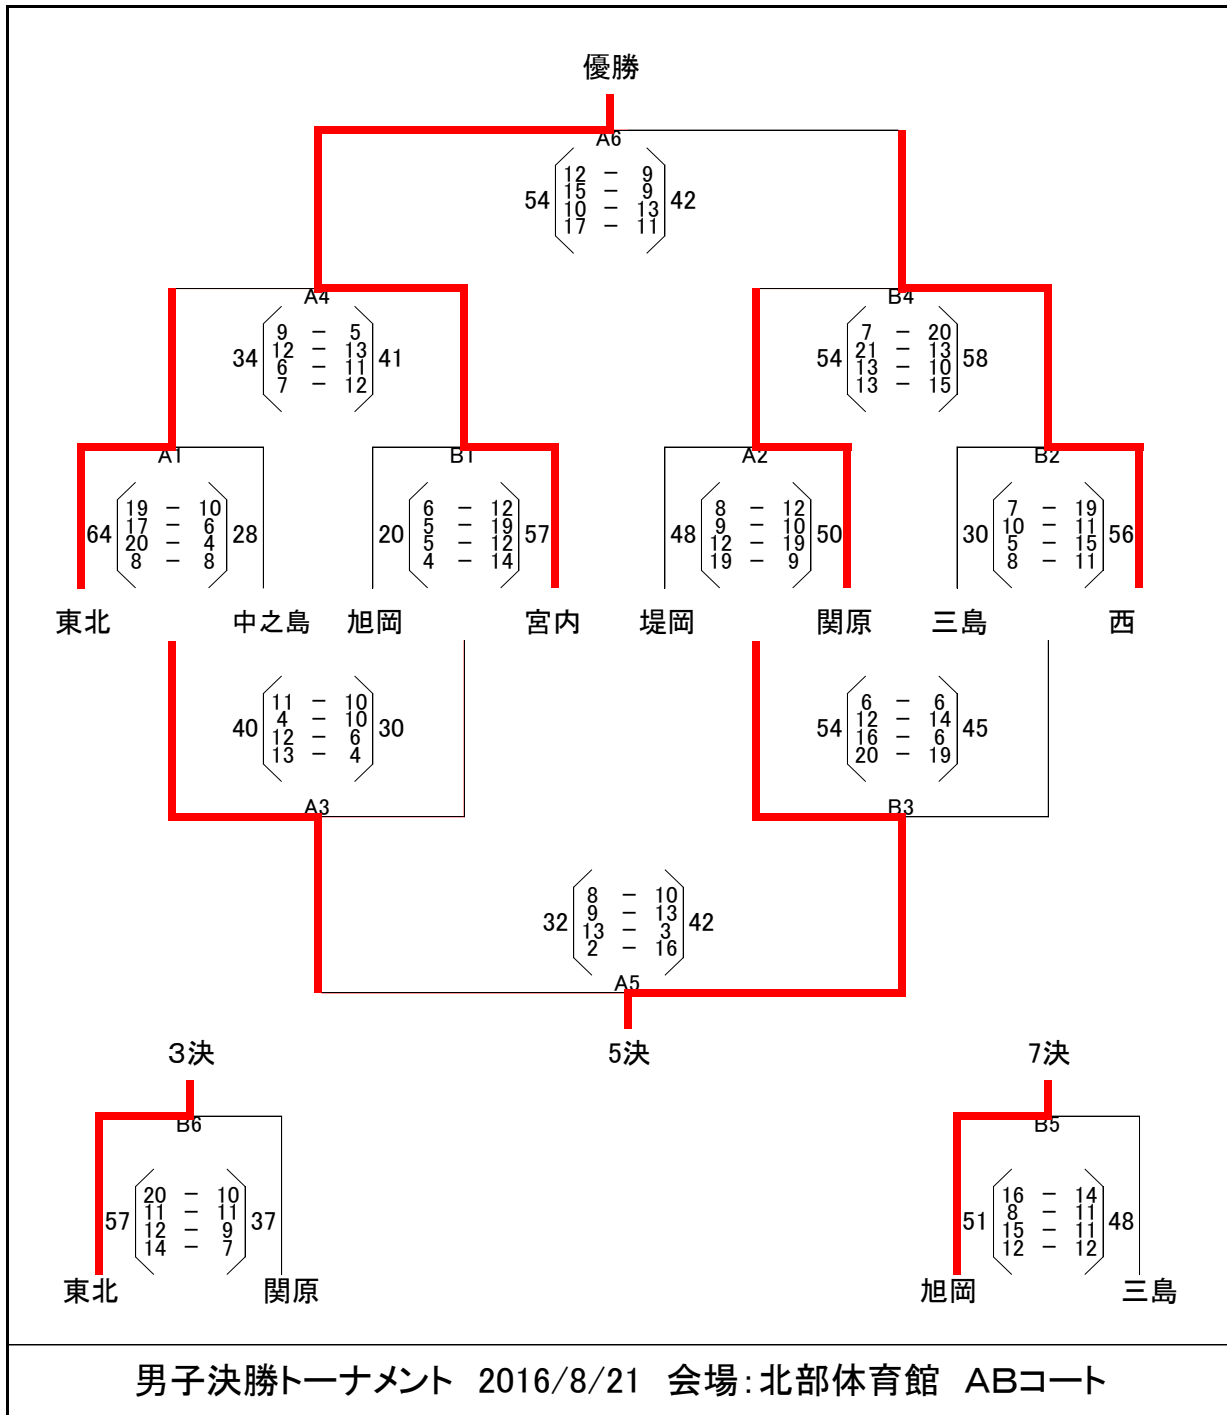 優勝
A6
12 － 9
15 － 9
54 42
10 － 13
17 － 11
A4 B4
9 － 5 7 － 20
12 － 13 21 － 13
34 41 54 58
6 － 11 13 － 10
7 － 12 13 － 15
A1 B1 A2 B2
19 － 10 6 － 12 8 － 12 7 － 19
17 － 6 5 － 19 9 － 10 10 － 11
64 28 20 57 48 50 30 56
20 － 4 5 － 12 12 － 19 5 － 15
8 － 8 4 － 14 19 － 9 8 － 11
東北 中之島 旭岡 宮内 堤岡 関原 三島 西
11 － 10 6 － 6
4 － 10 12 － 14
40 30 54 45
12 － 6 16 － 6
13 － 4 20 － 19
A3 B3
8 － 10
9 － 13
32 42
13 － 3
2 － 16
A5
３決 5決 7決
B6 B5
20 － 10 16 － 14
11 － 11 8 － 11
57 37 51 48
12 － 9 15 － 11
14 － 7 12 － 12
東北 関原 旭岡 三島
男子決勝トーナメント 2016/8/21 会場：北部体育館 ＡＢコート